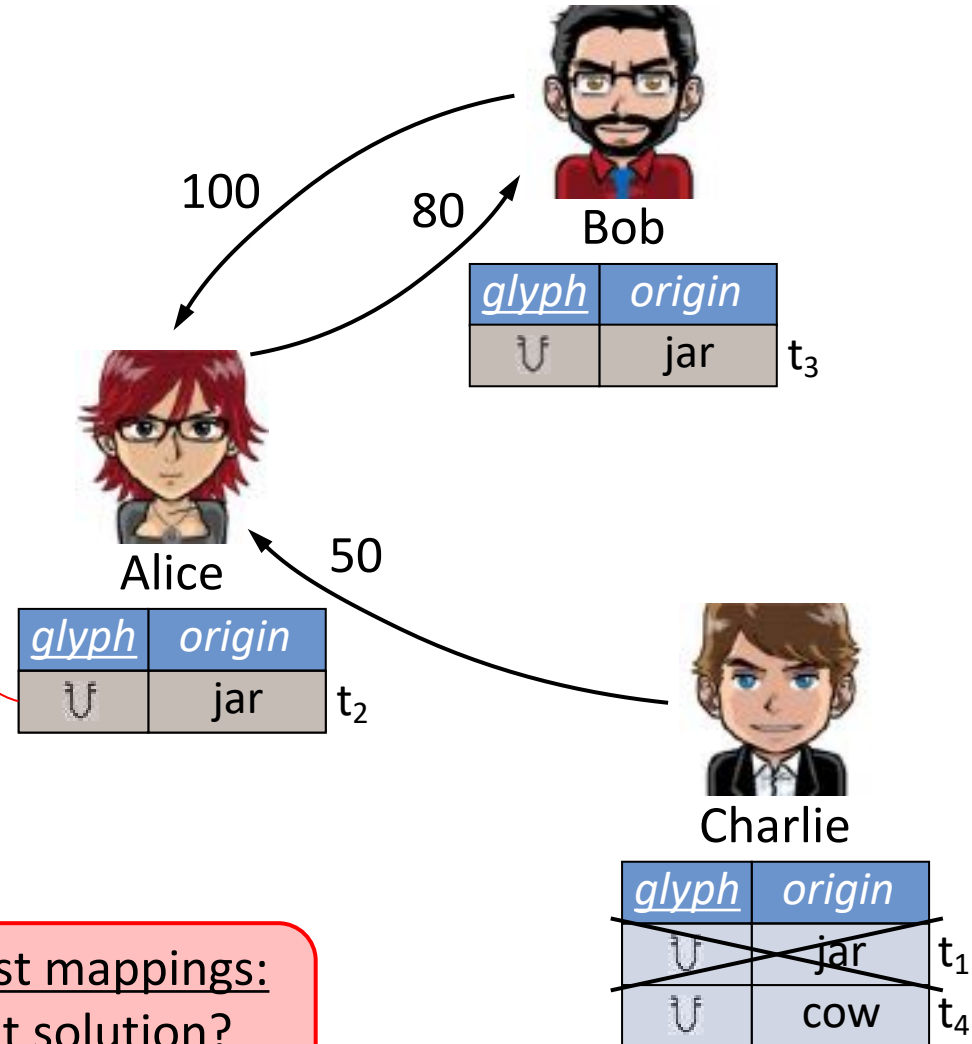 100
80
Bob
glyph origin
jar t₃
50
Alice
glyph origin
jar t₂
Charlie
glyph origin
jar t₁
cow t₄
st mappings:
t solution?